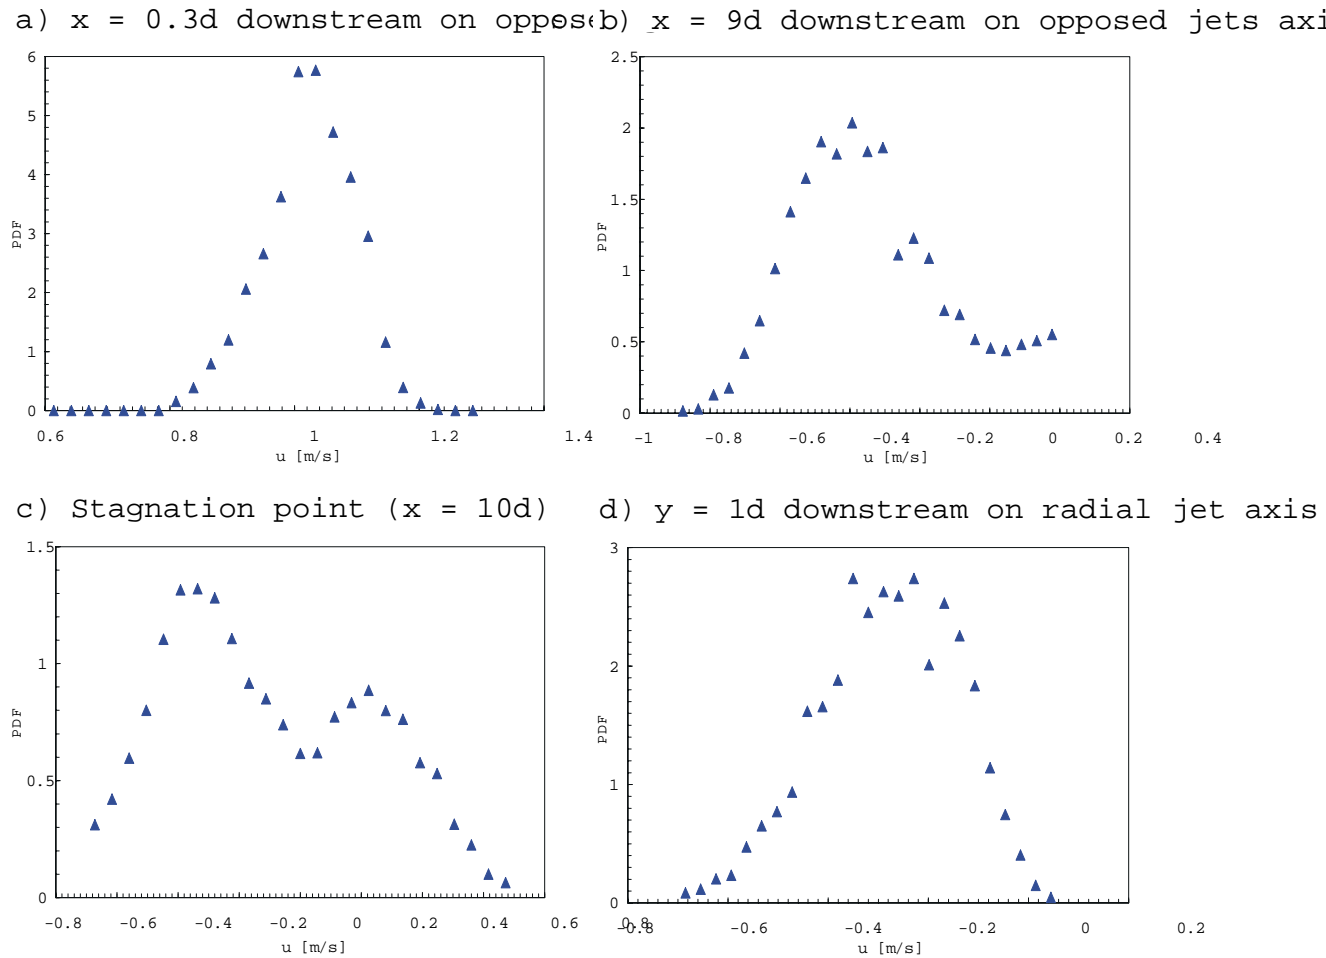 a) x = 0.3d downstream on oppose
b) x = 9d downstream on opposed jets axi
6
5
4
3
2
1
0
PDF
0.6 0.8 1 1.2 1.4
u [m/s]
2.5
2
1.5
1
0.5
0
PDF
-1 -0.8 -0.6 -0.4 -0.2 0 0.2 0.4
u [m/s]
c) Stagnation point (x = 10d)
d) y = 1d downstream on radial jet axis
1.5
1
0.5
0
PDF
-0.8 -0.6 -0.4 -0.2 0 0.2 0.4 0.6
u [m/s]
3
2
1
0
PDF
-0.8 -0.6 -0.4 -0.2 0 0.2
u [m/s]